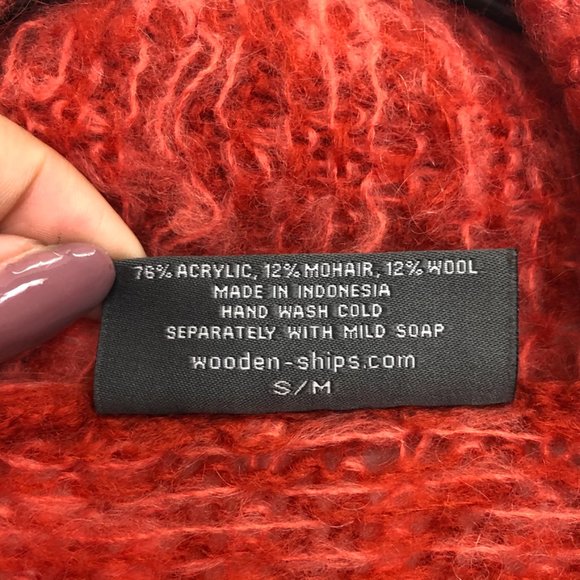 76% ACRYLIC, 12% MOHAIR, 12% WOOL
MADE IN INDONESIA
HAND WASH COLD
SEPARATELY WITH MILD SOAP
wooden-ships.com
S/M